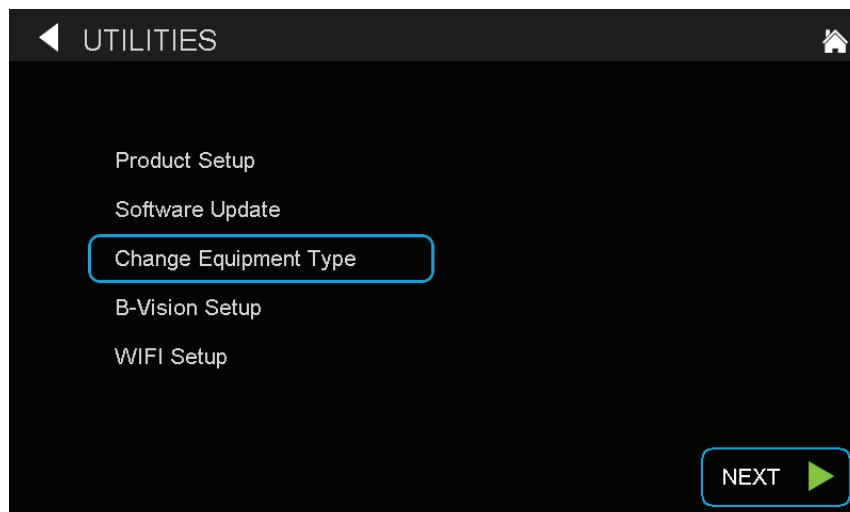 UTILITIES
Product Setup
Software Update
Change Equipment Type
B-Vision Setup
WIFI Setup
NEXT